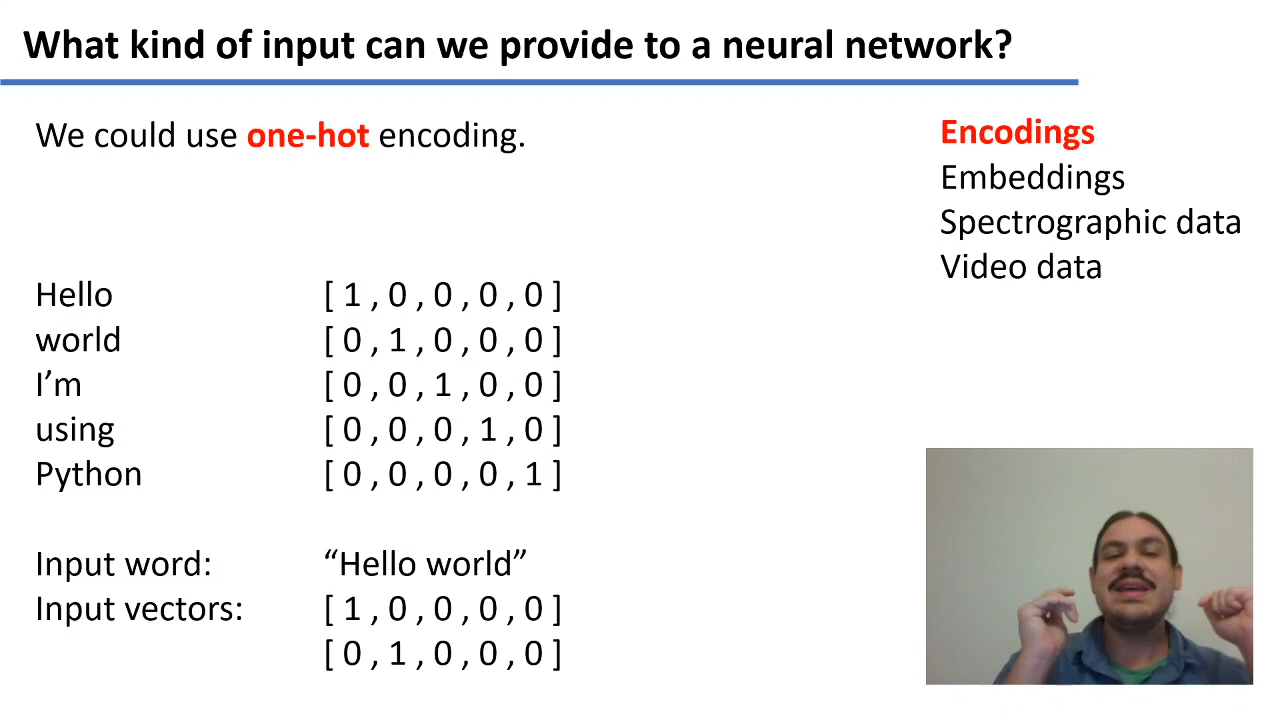 What kind of input can we provide to a neural network?
We could use one-hot encoding.
Hello [ 1 , 0 , 0 , 0 , 0 ]
world [ 0 , 1 , 0 , 0 , 0 ]
I’m [ 0 , 0 , 1 , 0 , 0 ]
using [ 0 , 0 , 0 , 1 , 0 ]
Python [ 0 , 0 , 0 , 0 , 1 ]
Input word: “Hello world”
Input vectors: [ 1 , 0 , 0 , 0 , 0 ]
[ 0 , 1 , 0 , 0 , 0 ]
Encodings
Embeddings
Spectrographic data
Video data